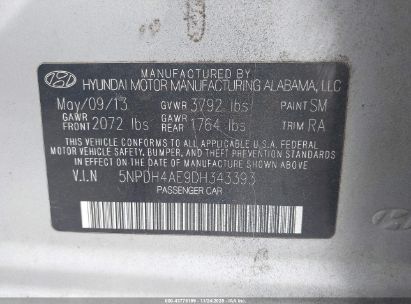 MANUFACTURED BY
HYUNDAI MOTOR MANUFACTURING ALABAMA, LLC
May/09/13 GVWR 3792 lbs PAINT SM
GAWR FRONT 2072 lbs GAWR REAR 1764 lbs TRIM RA
THIS VEHICLE CONFORMS TO ALL APPLICABLE U.S.A. FEDERAL
MOTOR VEHICLE SAFETY, BUMPER, AND THEFT PREVENTION
STANDARDS IN EFFECT ON THE DATE OF MANUFACTURE SHOWN ABOVE
V.I.N 5NPDH4AE9DH343393
PASSENGER CAR